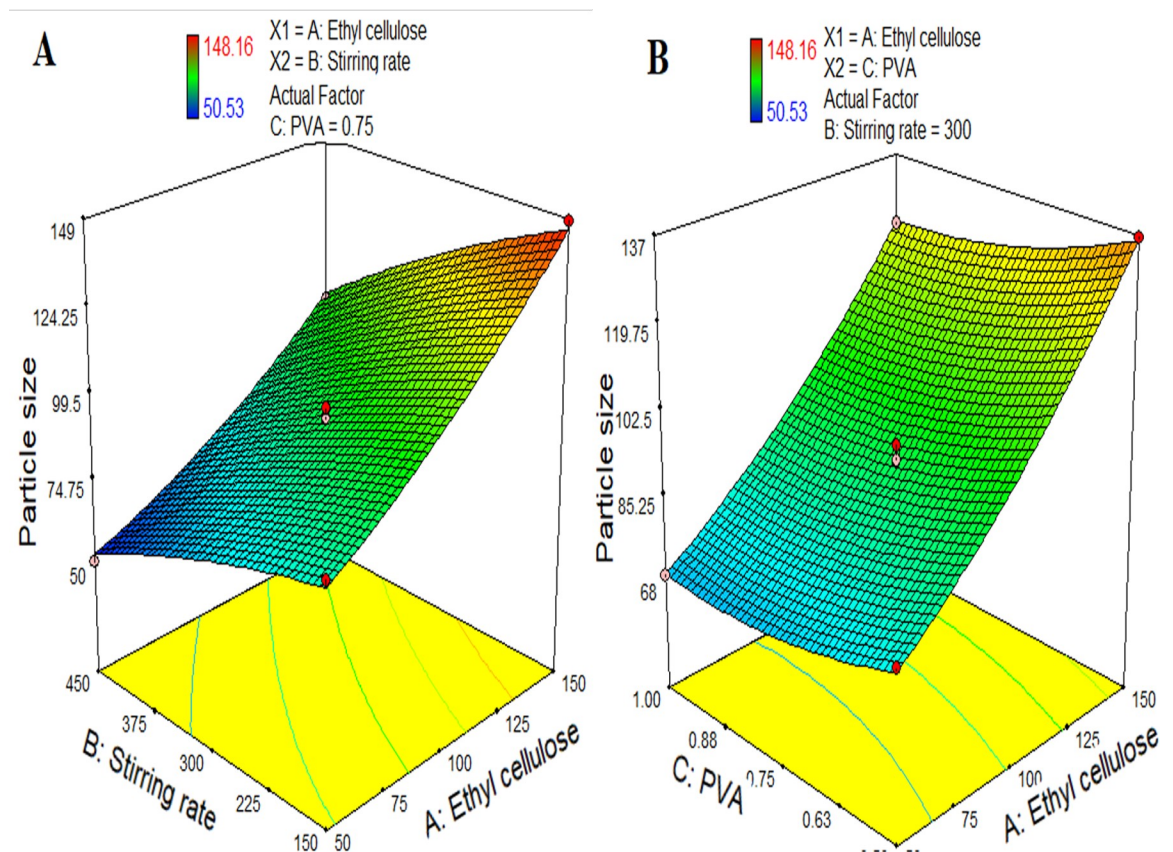 A
148.16
50.53
X1 = A: Ethyl cellulose
X2 = B: Stirring rate
Actual Factor
C: PVA = 0.75
149
124.25
99.5
74.75
50
Particle size
450
375
300
225
150
B: Stirring rate
50
75
100
125
150
A: Ethyl cellulose
B
148.16
50.53
X1 = A: Ethyl cellulose
X2 = C: PVA
Actual Factor
B: Stirring rate = 300
137
119.75
102.5
85.25
68
Particle size
1.00
0.88
0.75
0.63
C: PVA
75
100
125
150
A: Ethyl cellulose